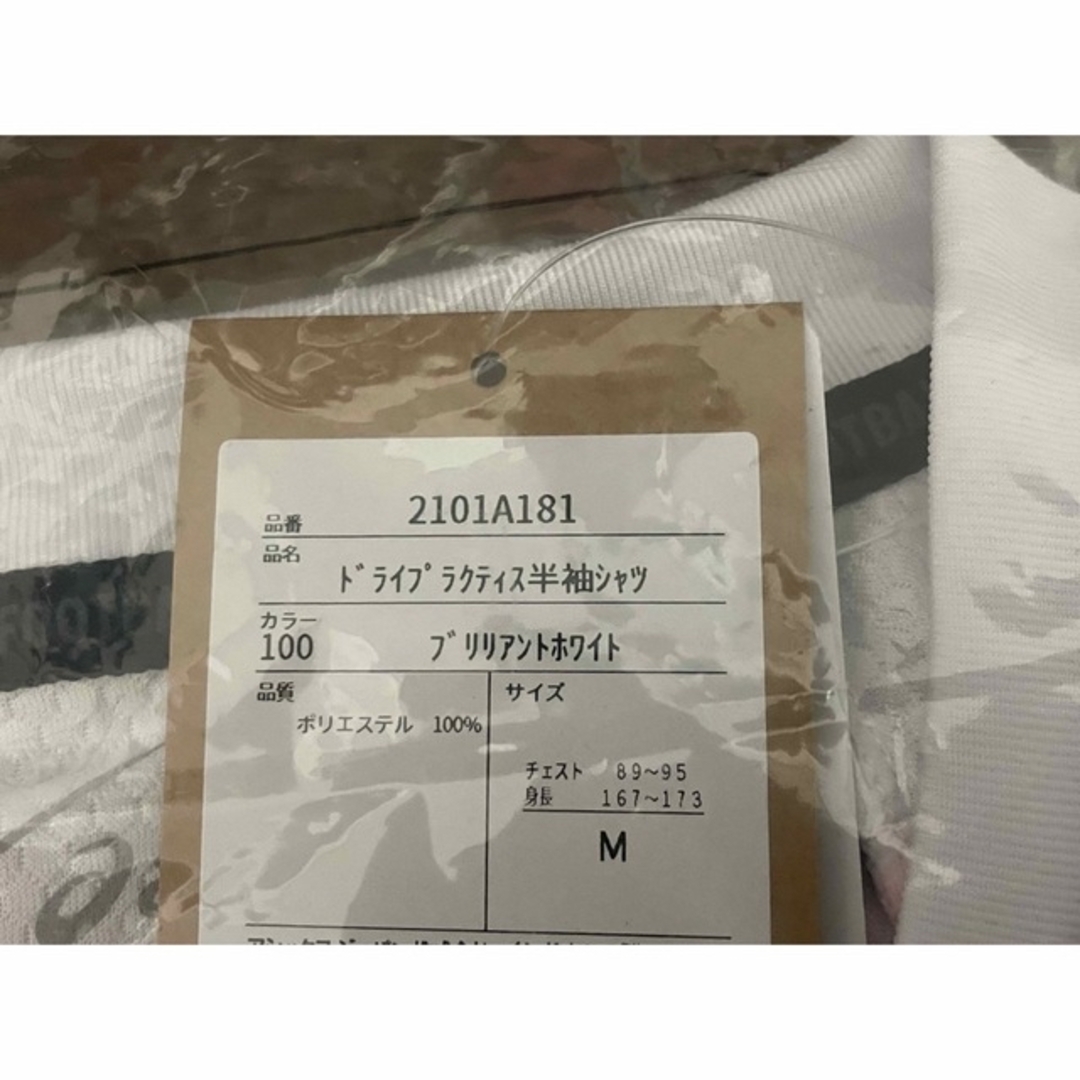 品番 2101A181
品名
ﾄﾞﾗｲﾌﾟﾗｸﾃｨｽ半袖ｼｬﾂ
カラー
100 ﾌﾞﾘﾘｱﾝﾄﾎﾜｲﾄ
品質
ポリエステル 100%
サイズ
ﾁｪｽﾄ 89~95
身長 167~173
M